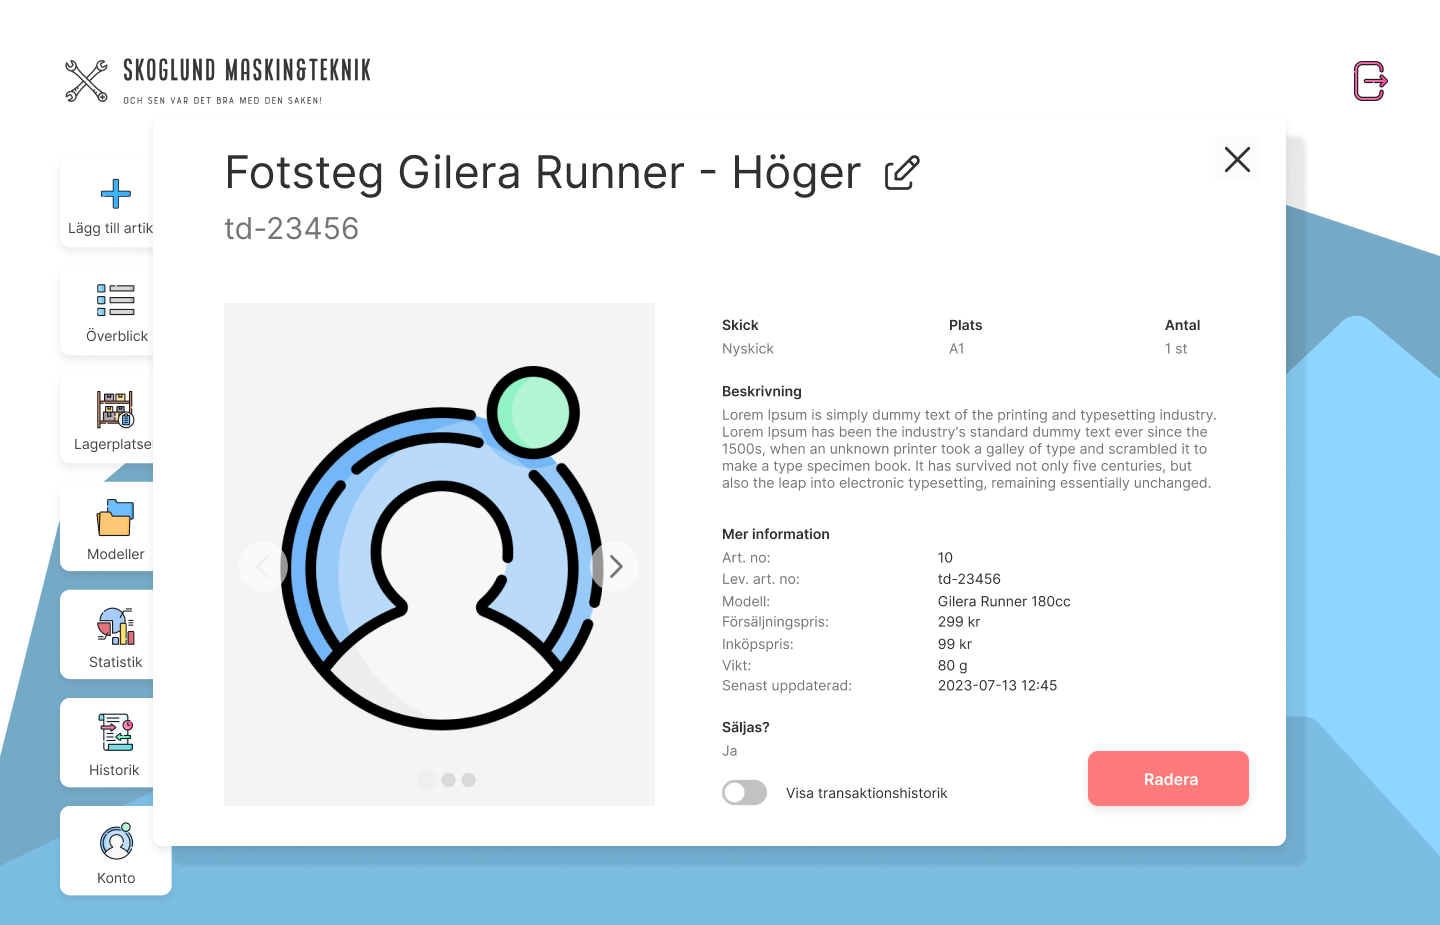 SKOGLUND MASKIN&TEKNIK
OCH SEN VAR DET BRA MED DEN SAKEN!
Fotsteg Gilera Runner - Höger
td-23456
Lägg till artik
Överblick
Lagerplatse
Modeller
Statistik
Historik
Konto
Skick Plats Antal
Nyskick A1 1 st
Beskrivning
Lorem Ipsum is simply dummy text of the printing and typesetting industry.
Lorem Ipsum has been the industry's standard dummy text ever since the
1500s, when an unknown printer took a galley of type and scrambled it to
make a type specimen book. It has survived not only five centuries, but
also the leap into electronic typesetting, remaining essentially unchanged.
Mer information
Art. no: 10
Lev. art. no: td-23456
Modell: Gilera Runner 180cc
Försäljningspris: 299 kr
Inköpspris: 99 kr
Vikt: 80 g
Senast uppdaterad: 2023-07-13 12:45
Säljas?
Ja
Visa transaktionshistorik
Radera